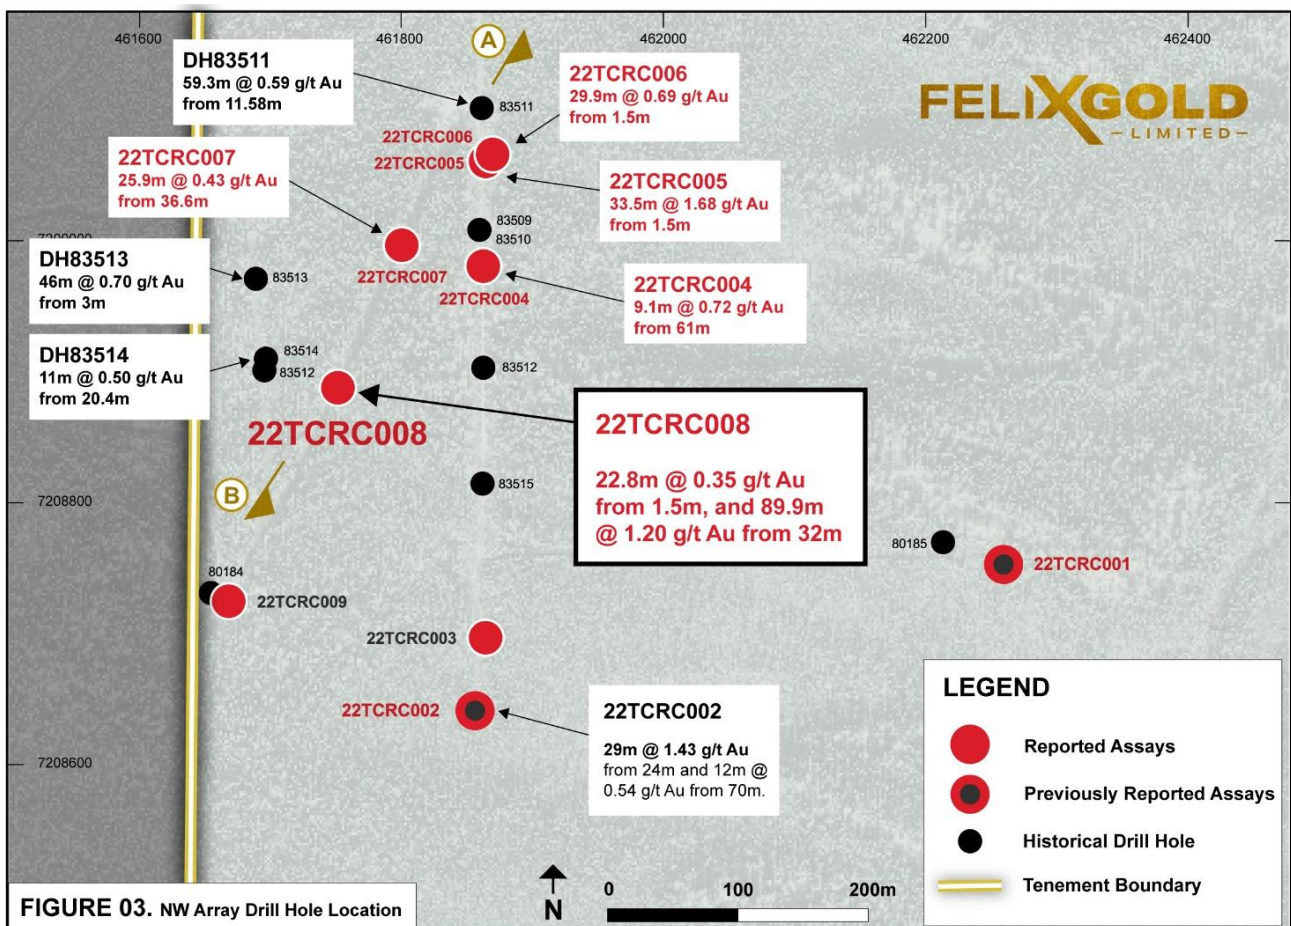 461600
461800
462000
462200
462400
A
DH83511
59.3m @ 0.59 g/t Au
from 11.58m
22TCRC006
29.9m @ 0.69 g/t Au
from 1.5m
FELIXGOLD
LIMITED
83511
22TCRC006
22TCRC005
22TCRC007
25.9m @ 0.43 g/t Au
from 36.6m
22TCRC005
33.5m @ 1.68 g/t Au
from 1.5m
83509
83510
DH83513
46m @ 0.70 g/t Au
from 3m
83513
22TCRC007
22TCRC004
22TCRC004
9.1m @ 0.72 g/t Au
from 61m
DH83514
11m @ 0.50 g/t Au
from 20.4m
83514
83512
83512
22TCRC008
22TCRC008
22.8m @ 0.35 g/t Au
from 1.5m, and 89.9m
@ 1.20 g/t Au from 32m
B
83515
7208800
80185
22TCRC001
80184
22TCRC009
22TCRC003
22TCRC002
22TCRC002
29m @ 1.43 g/t Au
from 24m and 12m @
0.54 g/t Au from 70m.
7208600
LEGEND
Reported Assays
Previously Reported Assays
Historical Drill Hole
Tenement Boundary
N
0
100
200m
FIGURE 03. NW Array Drill Hole Location